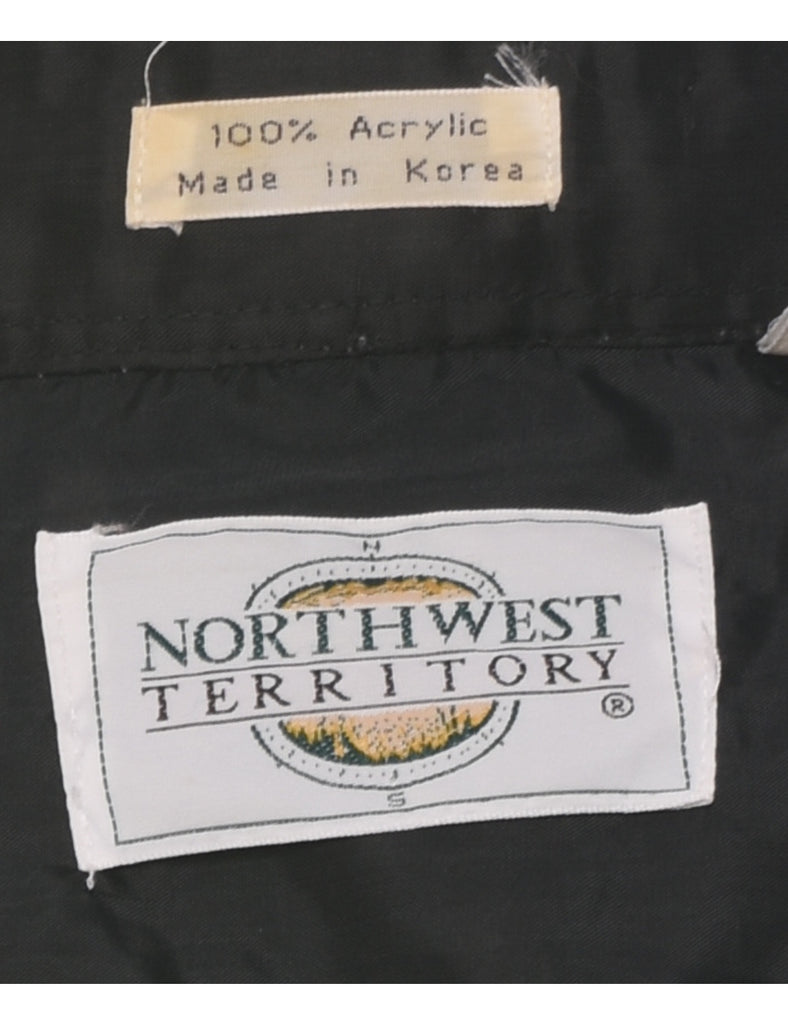 100% Acrylic
Made in Korea
N
NORTHWEST
TERRITORY
®
S